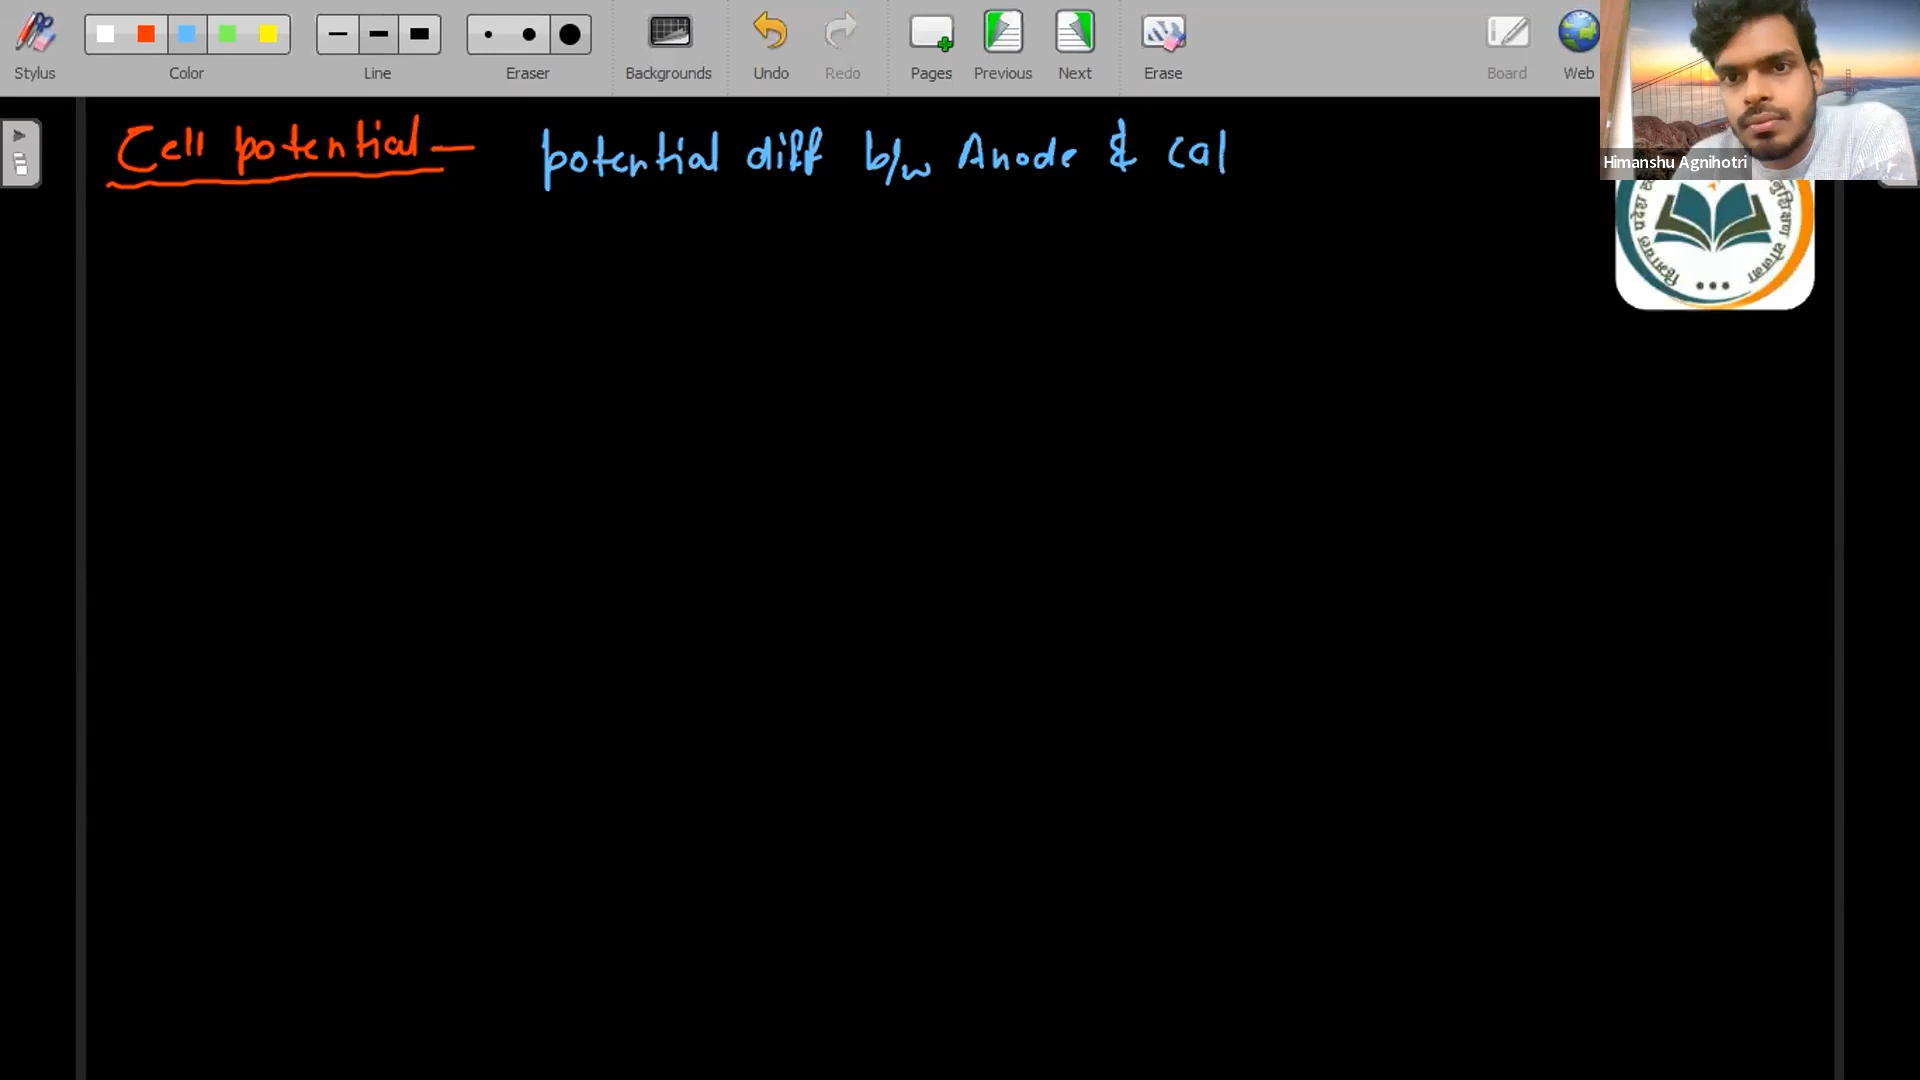 Stylus Color Line Eraser Backgrounds Undo Redo Pages Previous Next Erase Board Web
Himanshu Agnihotri
Cell potential — potential diff b/w Anode & cal